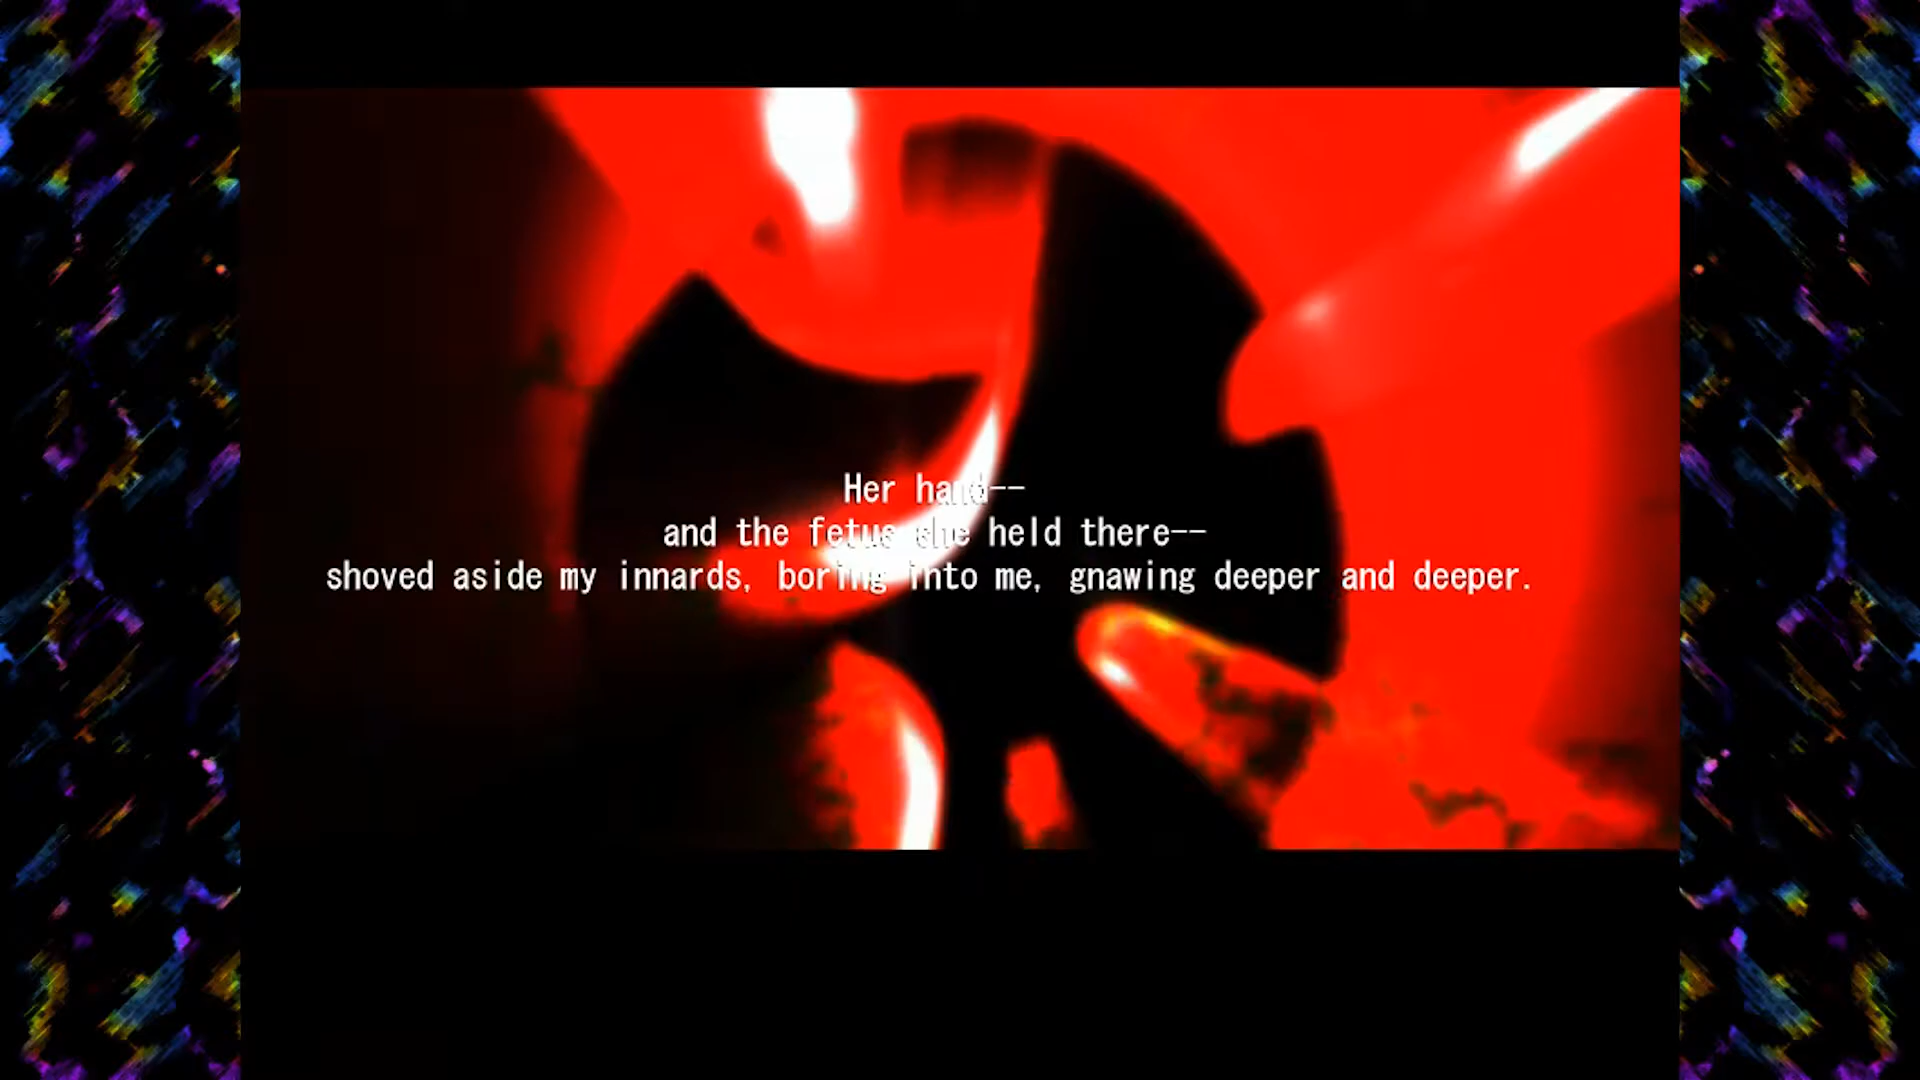 Her hand--
and the fetus she held there--
shoved aside my innards, boring into me, gnawing deeper and deeper.